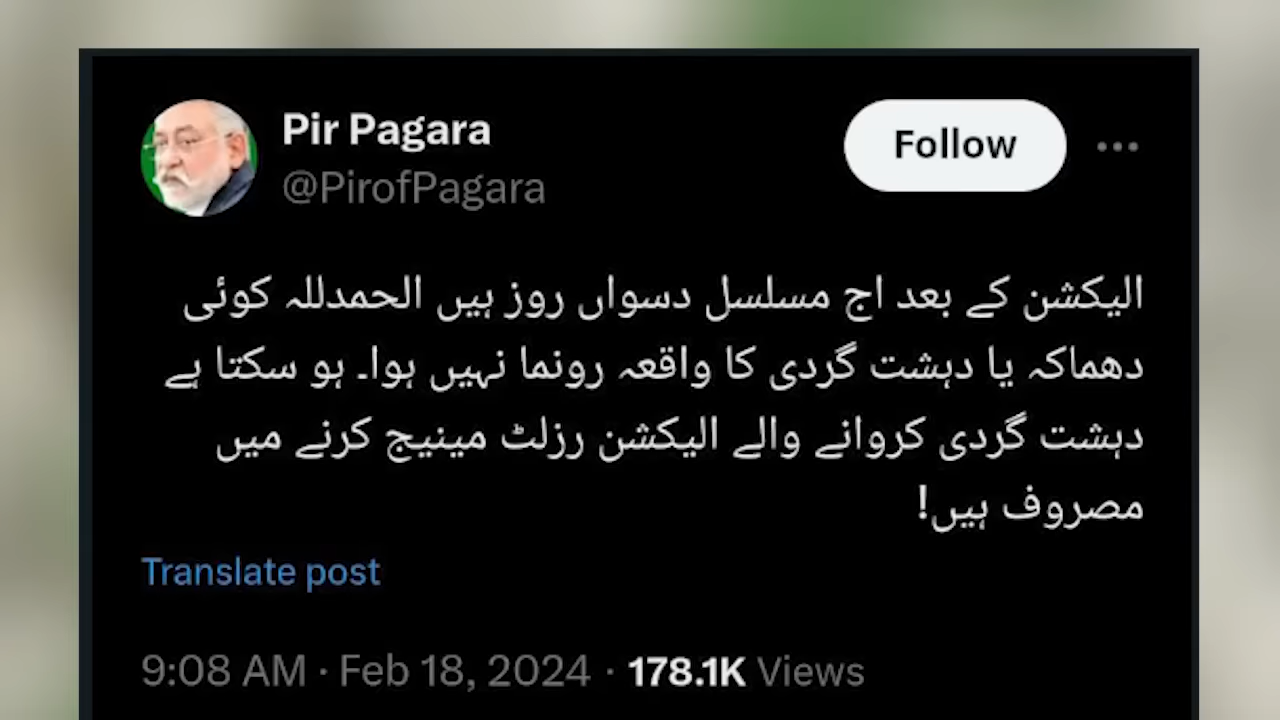 Pir Pagara
@PirofPagara
Follow
الیکشن کے بعد اج مسلسل دسواں روز ہیں الحمدللہ کوئی
دھماکہ یا دہشت گردی کا واقعہ رونما نہیں ہوا۔ ہو سکتا ہے
دہشت گردی کروانے والے الیکشن رزلٹ مینیج کرنے میں
مصروف ہیں!
Translate post
9:08 AM · Feb 18, 2024 · 178.1K Views